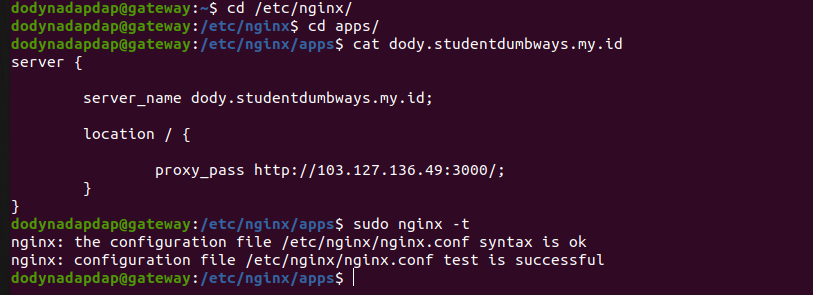 dodynadapdap@gateway:~$ cd /etc/nginx/
dodynadapdap@gateway:/etc/nginx$ cd apps/
dodynadapdap@gateway:/etc/nginx/apps$ cat dody.studentdumbways.my.id
server {
server_name dody.studentdumbways.my.id;
location / {
proxy_pass http://103.127.136.49:3000/;
}
}
dodynadapdap@gateway:/etc/nginx/apps$ sudo nginx -t
nginx: the configuration file /etc/nginx/nginx.conf syntax is ok
nginx: configuration file /etc/nginx/nginx.conf test is successful
dodynadapdap@gateway:/etc/nginx/apps$